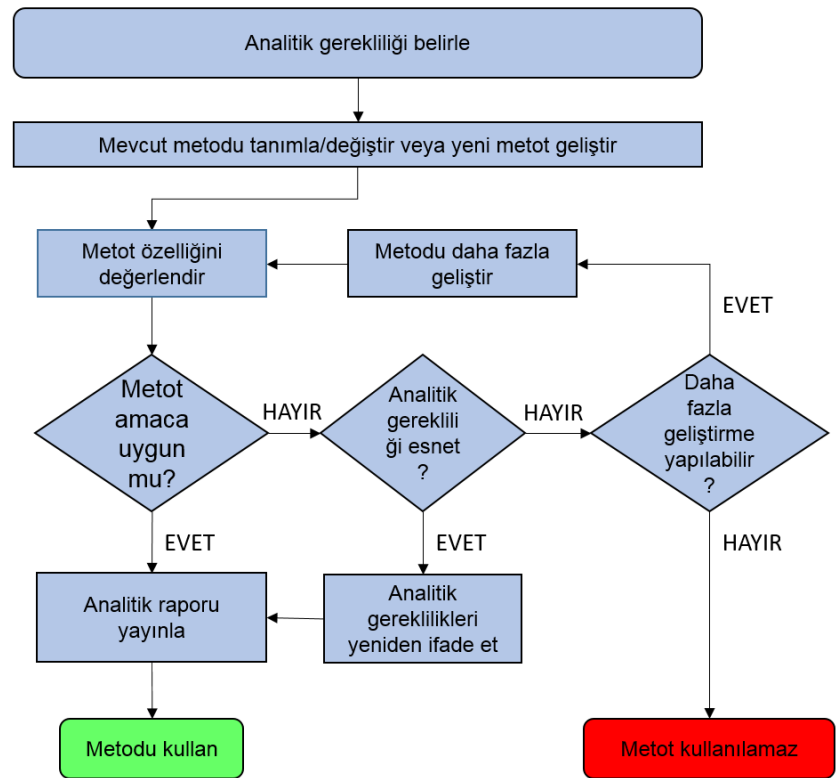 Analitik gerekliliği belirle
Mevcut metodu tanımla/değiştir veya yeni metot geliştir
Metot özelliğini
değerlendir
Metodu daha fazla
geliştir
EVET
Metot
amaca
uygun
mu?
HAYIR
Analitik
gereklili
ği esnet
?
HAYIR
Daha
fazla
geliştirme
yapılabilir
?
EVET
EVET
HAYIR
Analitik raporu
yayınla
Analitik
gereklilikleri
yeniden ifade et
Metodu kullan
Metot kullanılamaz